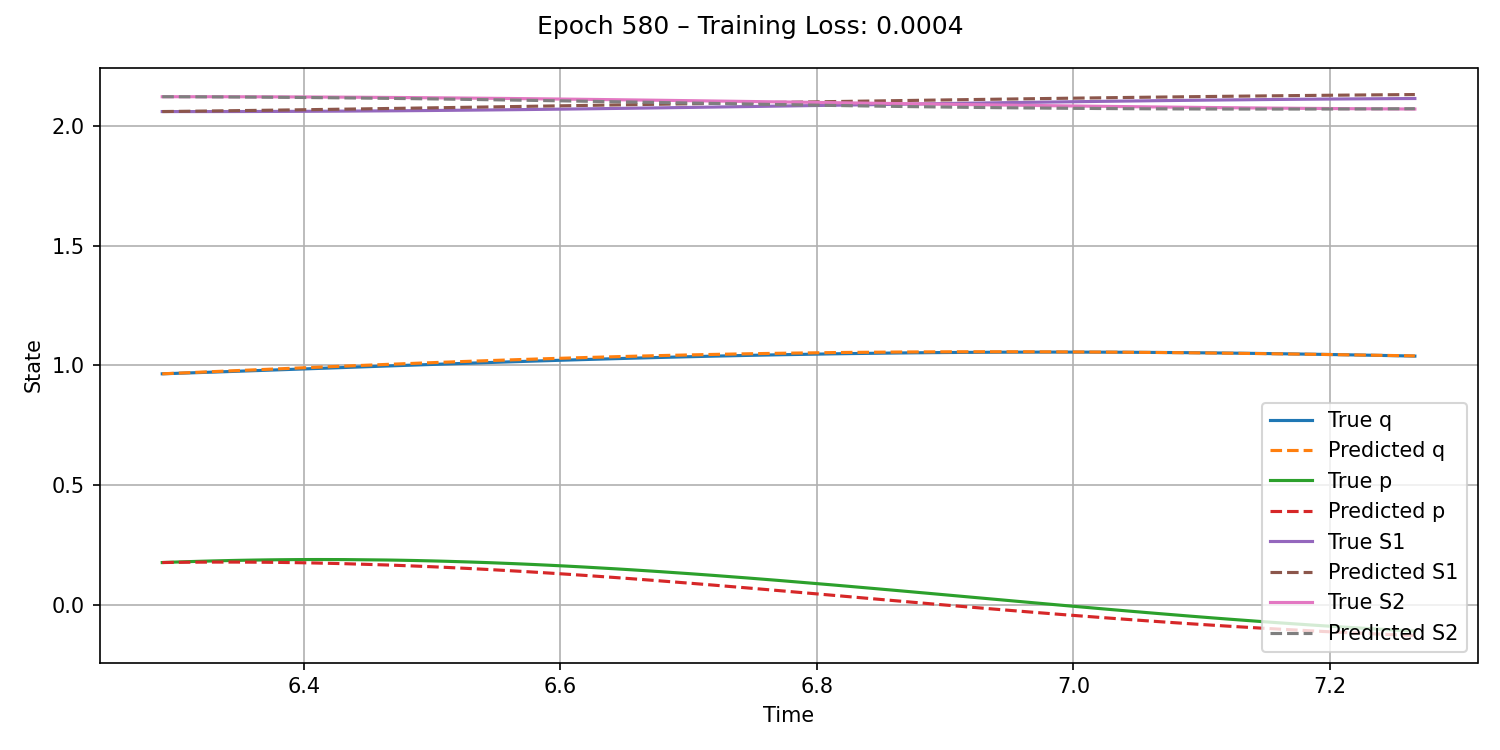 Epoch 580 – Training Loss: 0.0004
State
2.0
1.5
1.0
0.5
0.0
True q
Predicted q
True p
Predicted p
True S1
Predicted S1
True S2
Predicted S2
6.4 6.6 6.8 7.0 7.2
Time